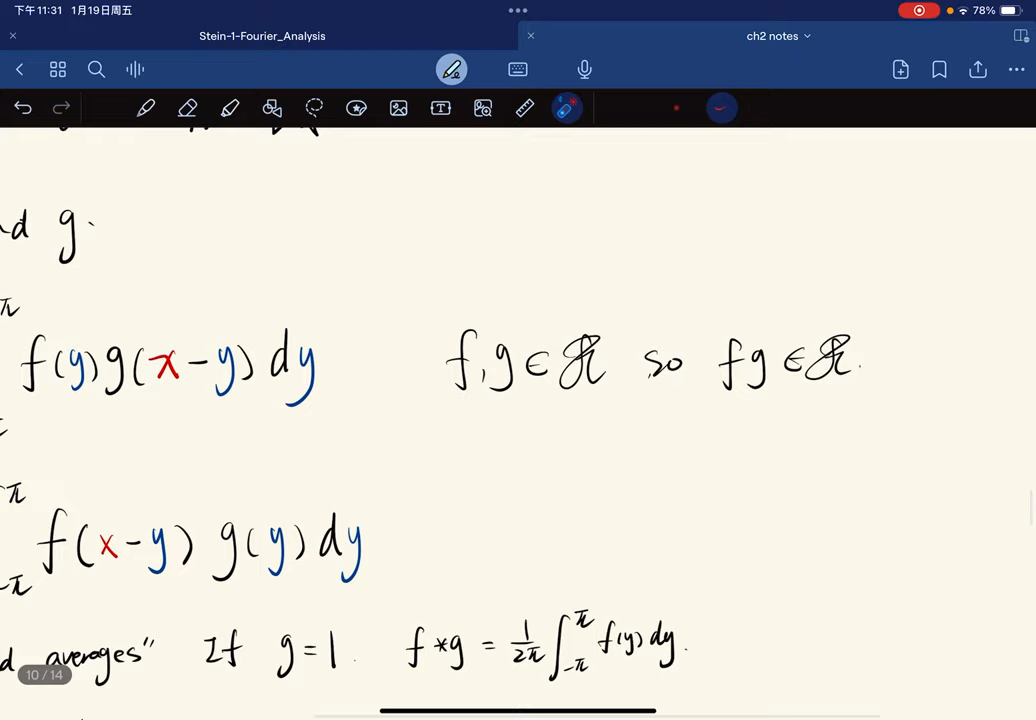 下午11:31 1月19日周五
78%
Stein-1-Fourier_Analysis
ch2 notes
g.
π
f(y)g(x-y)dy f,g∈ℛ so fg∈ℛ.
π
f(x-y) g(y)dy
-π
averages" If g=1. f*g = 1/2π ∫_{-π}^{π} f(y)dy.
10/14